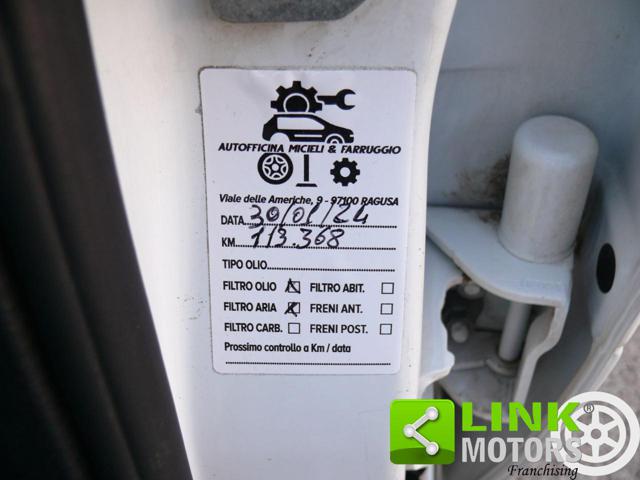 AUTOFFICINA MICIELI & FARRUGGIO
Viale delle Americhe, 9 - 97100 RAGUSA
DATA 30/01/24
KM 113.368
TIPO OLIO
FILTRO OLIO FILTRO ABIT.
FILTRO ARIA FRENI ANT.
FILTRO CARB. FRENI POST.
Prossimo controllo a Km / data
LINK
MOTORS
®
Franchising